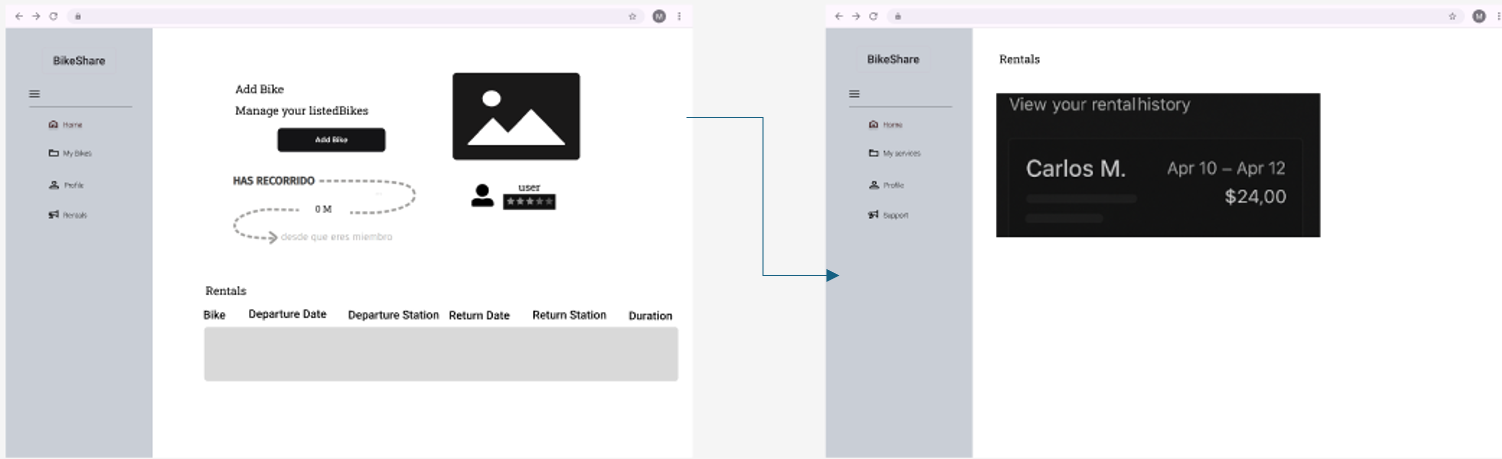 M
BikeShare
Home
My Bikes
Profile
Rentals
Add Bike
Manage your listedBikes
Add Bike
HAS RECORRIDO
0 M
desde que eres miembro
user
Rentals
Bike Departure Date Departure Station Return Date Return Station Duration
M
BikeShare
Home
My services
Profile
Support
Rentals
View your rentalhistory
Carlos M. Apr 10 – Apr 12
$24,00